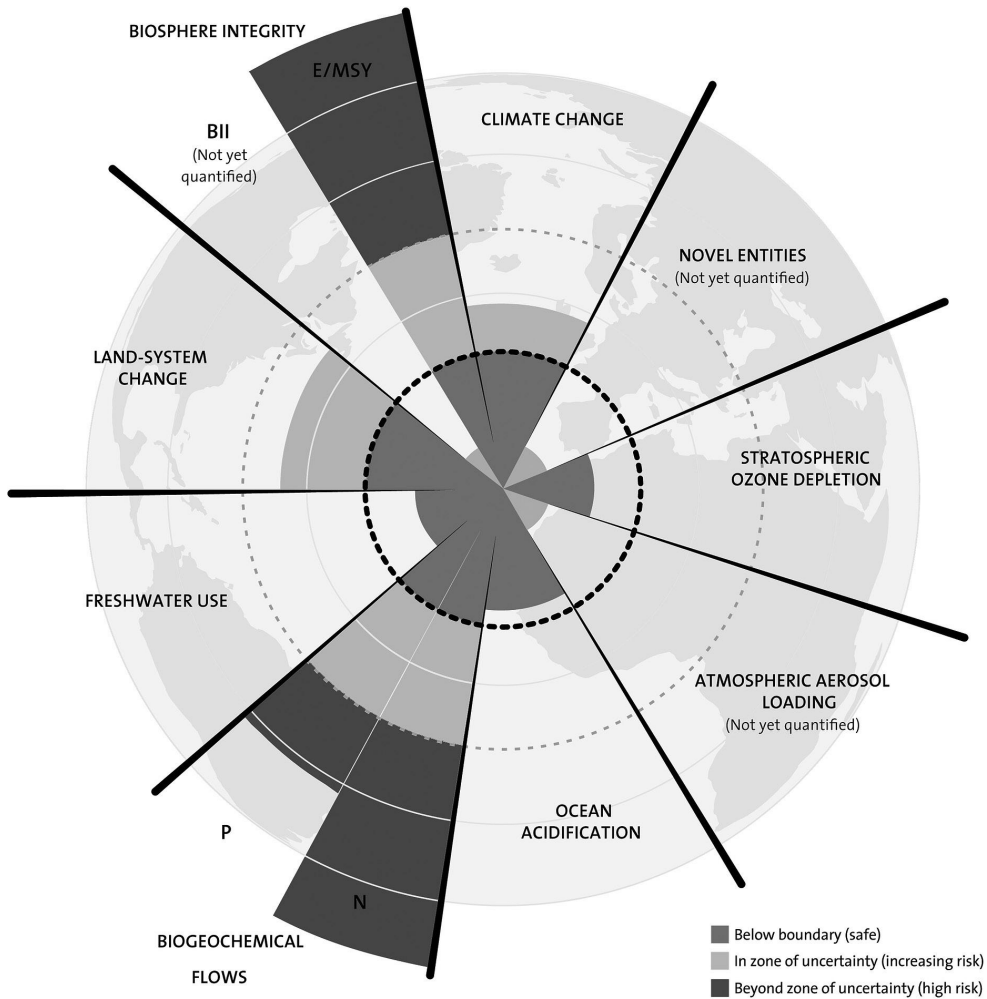 BIOSPHERE INTEGRITY
E/MSY
BII
(Not yet
quantified)
CLIMATE CHANGE
NOVEL ENTITIES
(Not yet quantified)
LAND-SYSTEM
CHANGE
STRATOSPHERIC
OZONE DEPLETION
FRESHWATER USE
ATMOSPHERIC AEROSOL
LOADING
(Not yet quantified)
OCEAN
ACIDIFICATION
P
N
BIOGEOCHEMICAL
FLOWS
Below boundary (safe)
In zone of uncertainty (increasing risk)
Beyond zone of uncertainty (high risk)